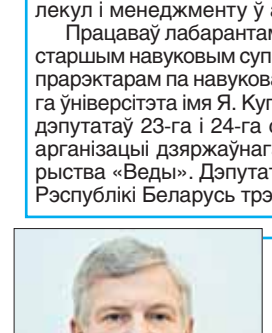 лекул і менеджменту ў а
Працаваў лабарантам
старшым навуковым суп
прарэктарам па навукова
га ўніверсітэта імя Я. Куп
дэпутатаў 23-га і 24-га с
арганізацыі дзяржаўнаг
рыства «Веды». Дэпутат
Рэспублікі Беларусь трэ